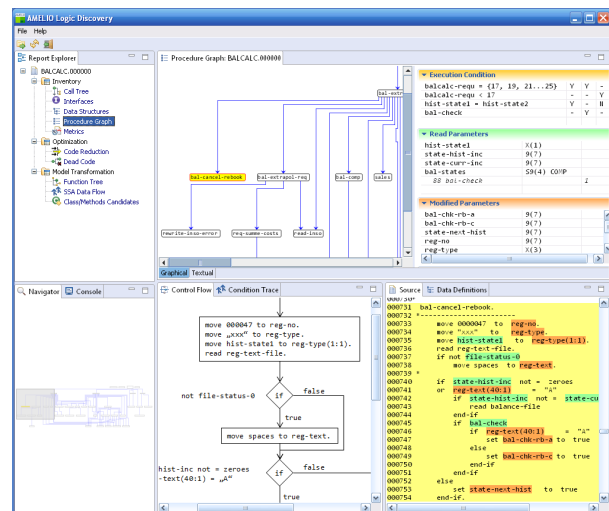 AMELIO Logic Discovery
File Help
Report Explorer
BALCALC.000000
Inventory
Call Tree
Interfaces
Data Structures
Procedure Graph
Metrics
Optimization
Code Reduction
Dead Code
Model Transformation
Function Tree
SSA Data Flow
Class/Methods Candidates
Procedure Graph: BALCALC.000000
bal-extr
bal-cancel-rebook
bal-extrapol-req
bal-comp
sales
rewrite-inso-error
req-summe-costs
read-inso
Graphical Textual
Execution Condition
balcalc-requ = {17, 19, 21...25} Y Y -
balcalc-requ < 17 - - Y
hist-state1 = hist-state2 Y - N
bal-check - Y -
Read Parameters
hist-state1 X(1)
state-hist-inc 9(7)
state-curr-inc 9(7)
bal-states S9(4) COMP
88 bal-check 1
Modified Parameters
bal-chk-rb-a 9(7)
bal-chk-rb-c 9(7)
state-next-hist 9(7)
reg-no 9(7)
reg-type X(3)
Navigator Console
Control Flow Condition Trace
move 000047 to reg-no.
move „xxx“ to reg-type.
move hist-state1 to reg-type(1:1).
read reg-text-file.
not file-status-0
if
false
true
move spaces to reg-text.
hist-inc not = zeroes
-text(40:1) = „A“
if
false
true
Source Data Definitions
000730*
000731 bal-cancel-rebook.
000732 *----------------------
000733 move 0000047 to reg-no.
000734 move "xxx" to reg-type.
000735 move hist-state1 to reg-type(1:1).
000736 read reg-text-file.
000737 if not file-status-0
000738 move spaces to reg-text.
000739 *
000740 if state-hist-inc not = zeroes
000741 or reg-text(40:1) = "A"
000742 if state-hist-inc not = state-cu
000743 read balance-file
000744 end-if
000745 if bal-check
000746 if reg-text(40:1) = "A"
000747 set bal-chk-rb-a to true
000748 else
000749 set bal-chk-rb-c to true
000750 end-if
000751 end-if
000752 else
000753 set state-next-hist to true
000754 end-if.